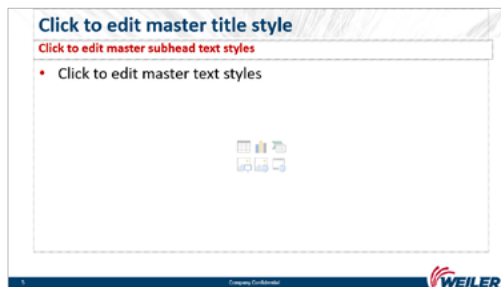 Click to edit master title style
Click to edit master subhead text styles
• Click to edit master text styles
5
Company Confidential
WEILER